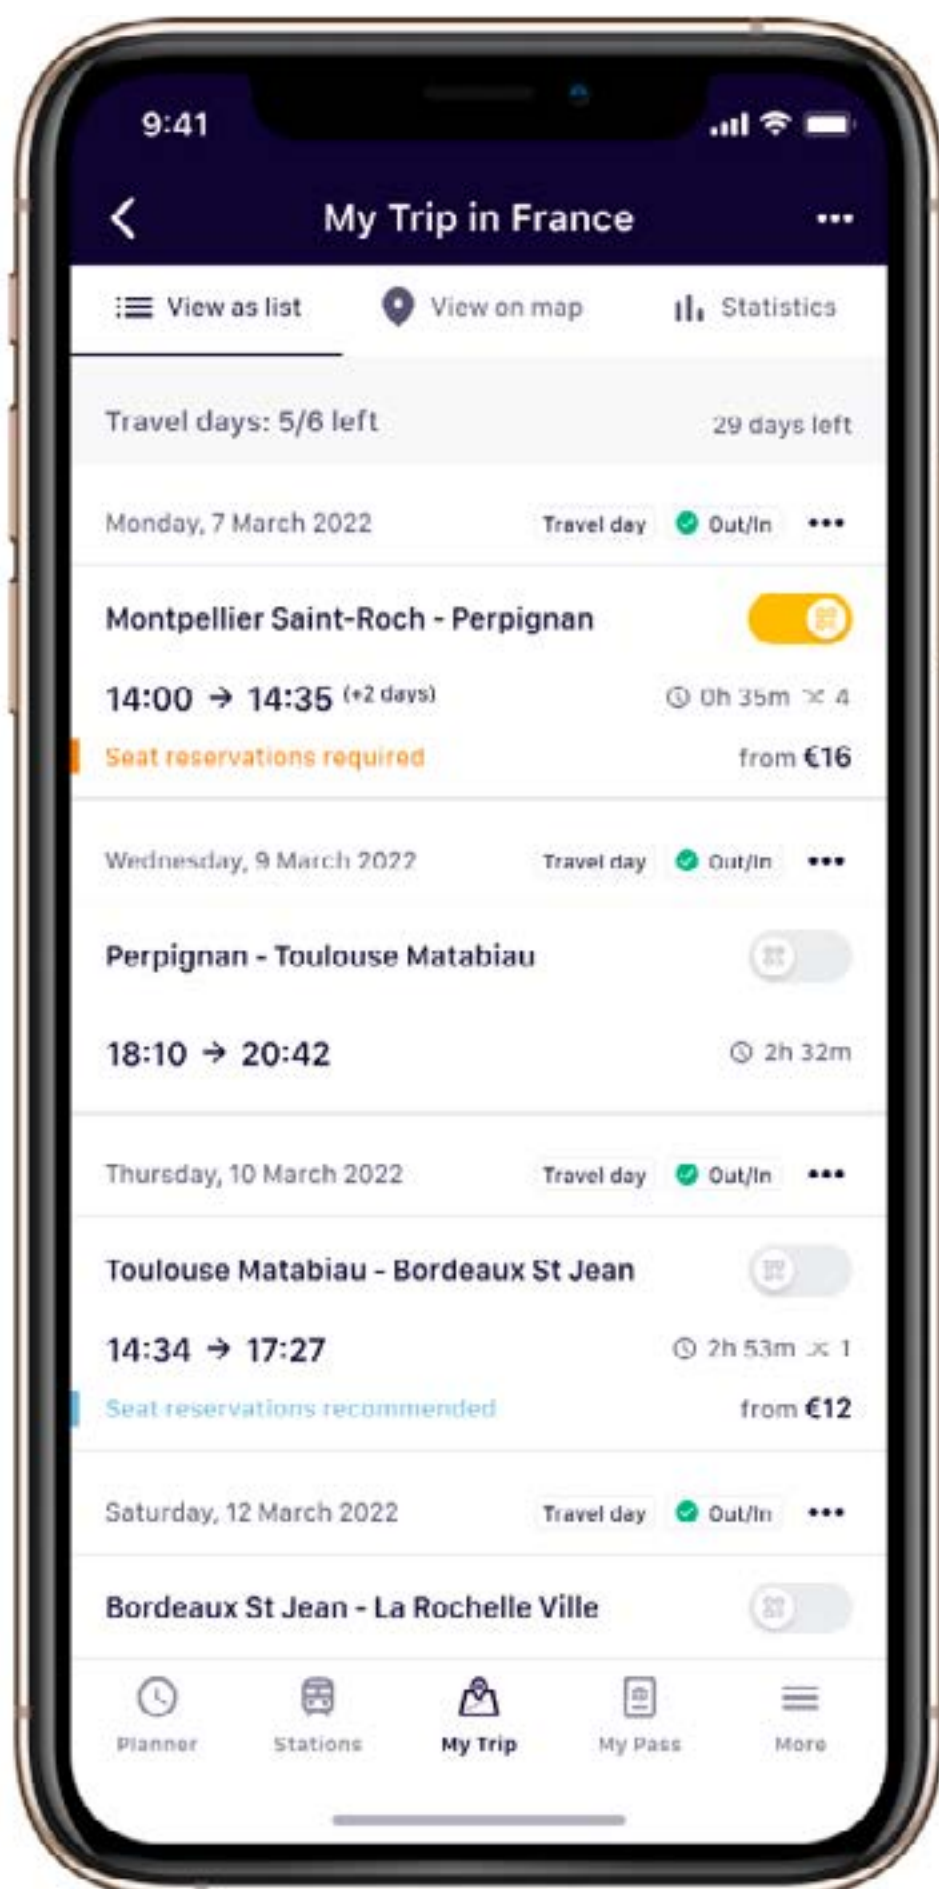 9:41
My Trip in France
View as list View on map Statistics
Travel days: 5/6 left 29 days left
Monday, 7 March 2022 Travel day Out/In
Montpellier Saint-Roch - Perpignan
14:00 → 14:35 (+2 days) 0h 35m 4
Seat reservations required from €16
Wednesday, 9 March 2022 Travel day Out/In
Perpignan - Toulouse Matabiau
18:10 → 20:42 2h 32m
Thursday, 10 March 2022 Travel day Out/In
Toulouse Matabiau - Bordeaux St Jean
14:34 → 17:27 2h 53m 1
Seat reservations recommended from €12
Saturday, 12 March 2022 Travel day Out/In
Bordeaux St Jean - La Rochelle Ville
Planner Stations My Trip My Pass More